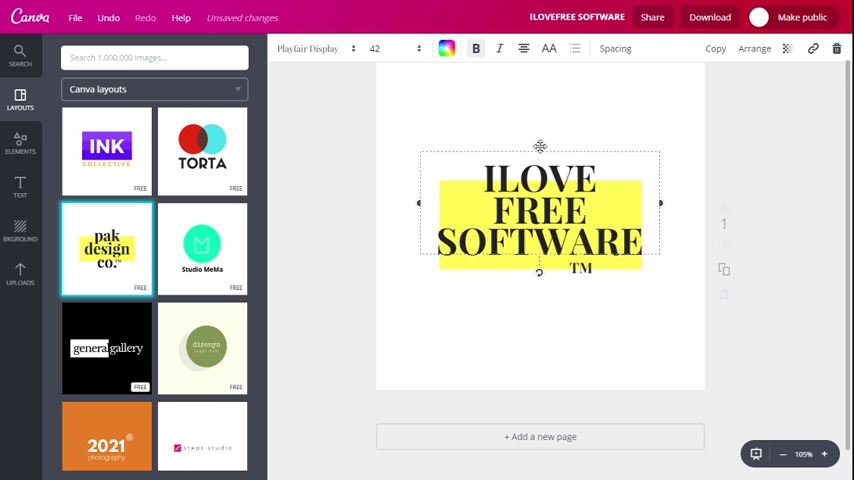 Canva File Undo Redo Help Unsaved changes ILOVEFREE SOFTWARE Share Download Make public
Playfair Display 42 B I AA Spacing Copy Arrange
SEARCH
LAYOUTS
ELEMENTS
T
TEXT
BKGROUND
UPLOADS
Search 1,000,000 images...
Canva layouts
INK
COLLECTIVE
FREE
TORTA
FREE
pak
design
co.™
FREE
Studio MeMa
FREE
general gallery
FREE
disenyo
FREE
2021®
photography
steps studio
ILOVE
FREE
SOFTWARE
TM
1
+ Add a new page
– 105% +